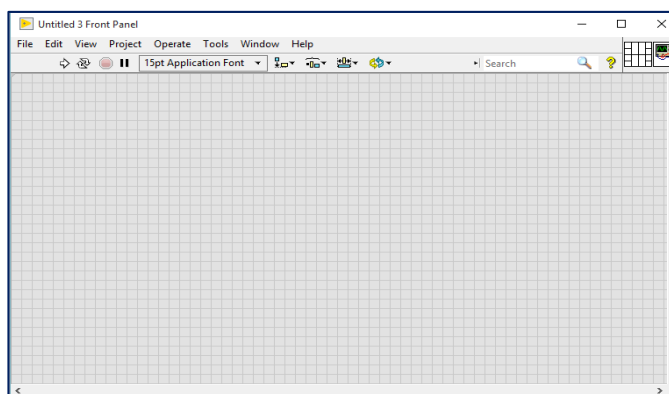 Untitled 3 Front Panel
File Edit View Project Operate Tools Window Help
15pt Application Font Search ?